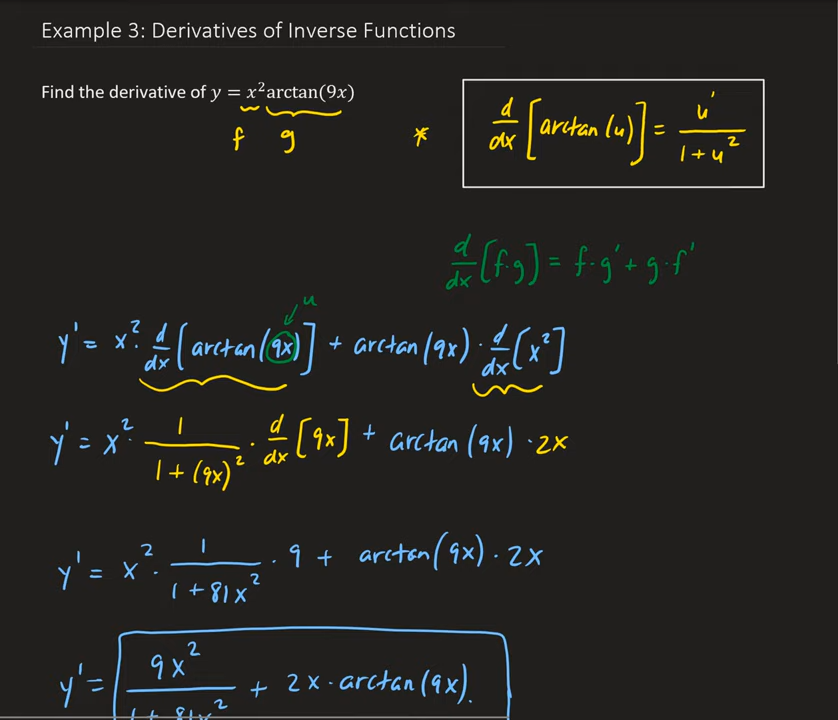 Example 3: Derivatives of Inverse Functions
Find the derivative of y = x²arctan(9x)
f g
* d/dx [arctan(u)] = u'/(1 + u²)
d/dx [f·g] = f·g' + g·f'
u
y' = x² · d/dx [arctan(9x)] + arctan(9x) · d/dx [x²]
y' = x² · 1/(1 + (9x)²) · d/dx [9x] + arctan(9x) · 2x
y' = x² · 1/(1 + 81x²) · 9 + arctan(9x) · 2x
y' = 9x²/(1 + 81x²) + 2x · arctan(9x).